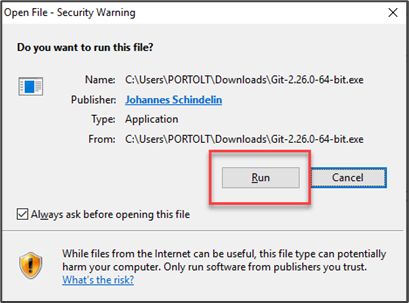 Open File - Security Warning
Do you want to run this file?
Name: C:\Users\PORTOLT\Downloads\Git-2.26.0-64-bit.exe
Publisher: Johannes Schindelin
Type: Application
From: C:\Users\PORTOLT\Downloads\Git-2.26.0-64-bit.exe
Run Cancel
Always ask before opening this file
While files from the Internet can be useful, this file type can potentially
harm your computer. Only run software from publishers you trust.
What's the risk?